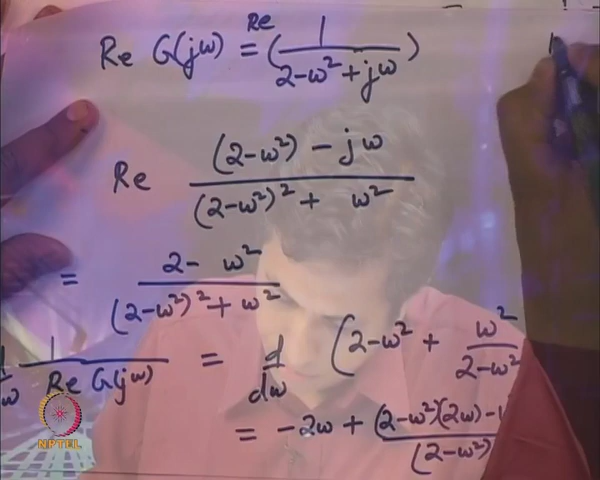 Re G(jω) = Re( 1 / (2-ω²+jω) )
Re ((2-ω²) - jω) / ((2-ω²)² + ω²)
= (2-ω²) / ((2-ω²)² + ω²)
d/dω 1 / Re G(jω) = d/dω (2-ω² + ω² / (2-ω²)
= -2ω + (2-ω²)(2ω) - / (2-ω²)
NPTEL